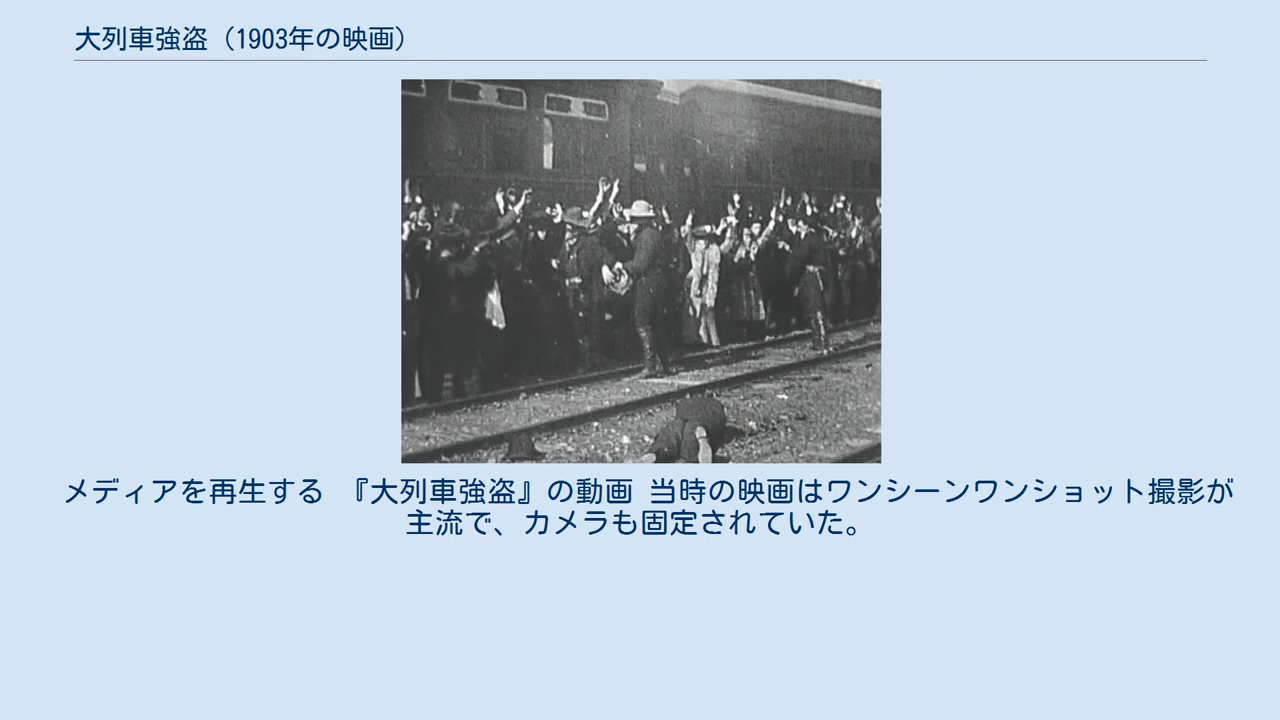 大列車強盗（1903年の映画）
メディアを再生する 『大列車強盗』の動画 当時の映画はワンシーンワンショット撮影が
主流で、カメラも固定されていた。